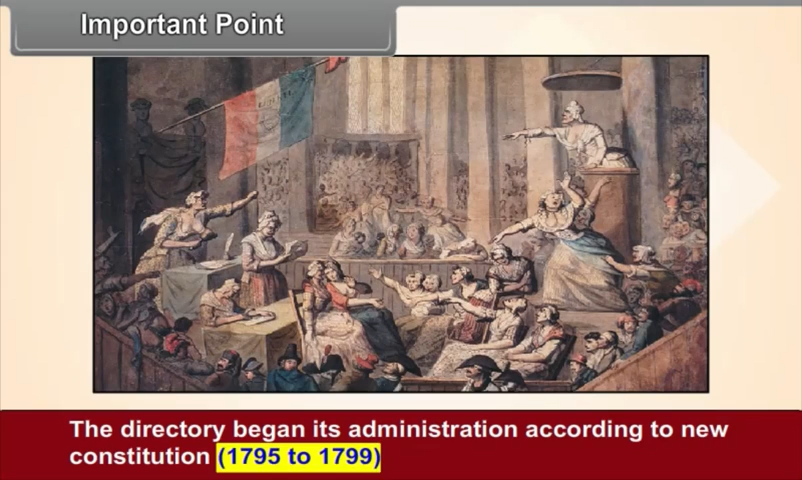 Important Point
The directory began its administration according to new
constitution (1795 to 1799)